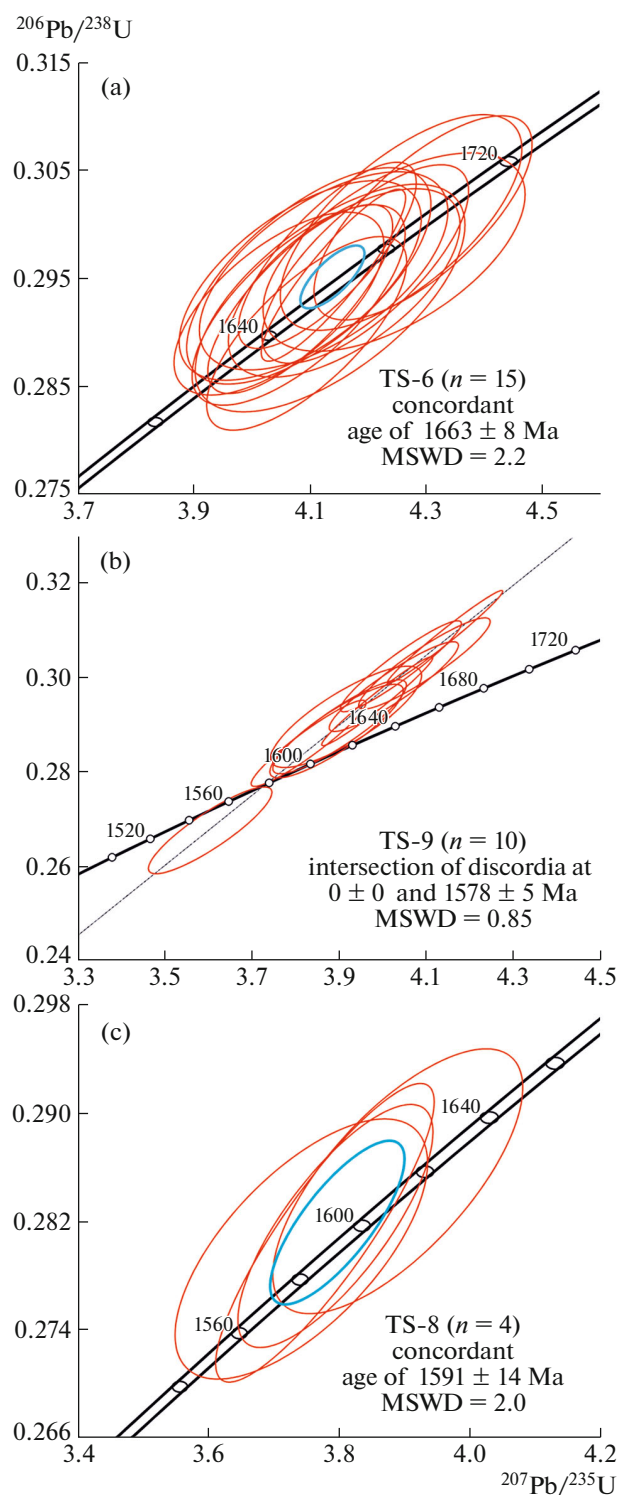 ²⁰⁶Pb/²³⁸U
0.315
(a)
0.305
1720
0.295
1640
0.285
TS-6 (n = 15)
concordant
age of 1663 ± 8 Ma
MSWD = 2.2
0.275
3.7 3.9 4.1 4.3 4.5
(b)
0.32
1720
0.30
1680
1640
1600
0.28
1560
1520
0.26
TS-9 (n = 10)
intersection of discordia at
0 ± 0 and 1578 ± 5 Ma
MSWD = 0.85
0.24
3.3 3.5 3.7 3.9 4.1 4.3 4.5
0.298
(c)
0.290
1640
0.282
1600
0.274
1560
TS-8 (n = 4)
concordant
age of 1591 ± 14 Ma
MSWD = 2.0
0.266
3.4 3.6 3.8 4.0 4.2
²⁰⁷Pb/²³⁵U